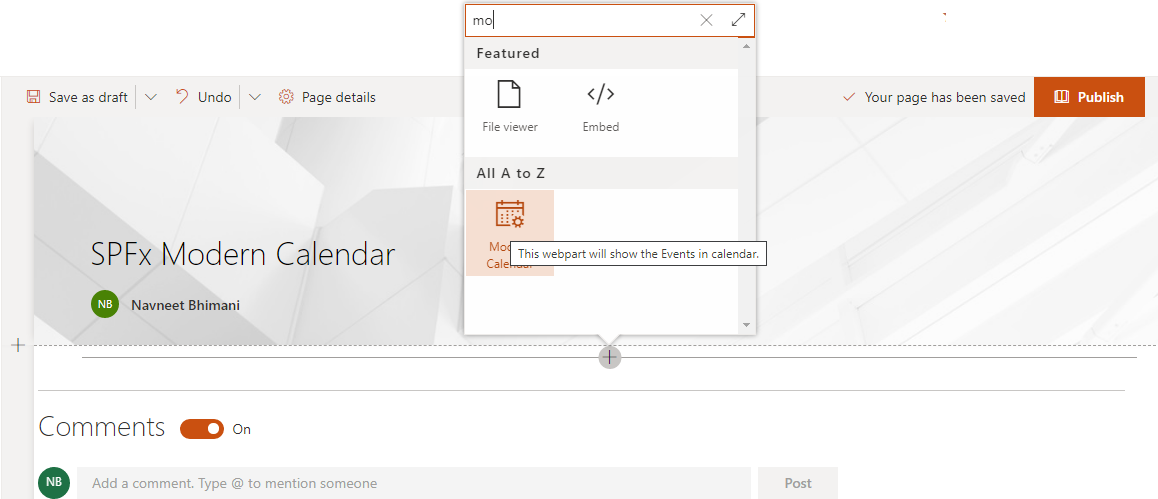 mo
Featured
File viewer
Embed
All A to Z
This webpart will show the Events in calendar.
Save as draft
Undo
Page details
Your page has been saved
Publish
SPFx Modern Calendar
NB
Navneet Bhimani
Comments
On
NB
Add a comment. Type @ to mention someone
Post